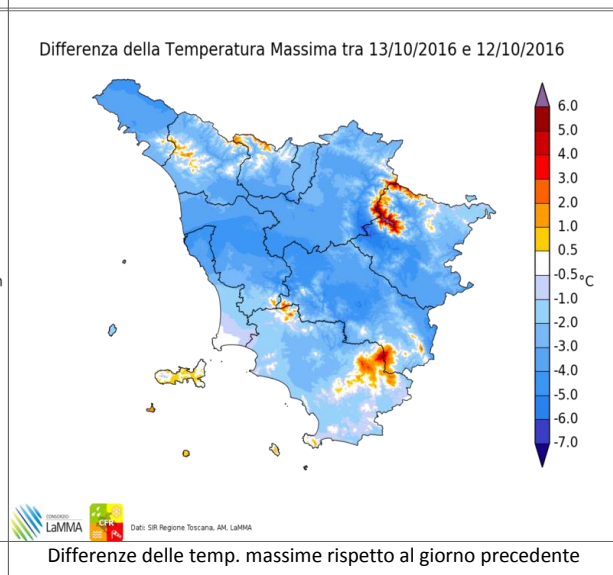 Differenza della Temperatura Massima tra 13/10/2016 e 12/10/2016
6.0
5.0
4.0
3.0
2.0
1.0
0.5
-0.5
°C
-1.0
-2.0
-3.0
-4.0
-5.0
-6.0
-7.0
CONSORZIO
LaMMA
CFR
Dati: SIR Regione Toscana, AM, LaMMA
Differenze delle temp. massime rispetto al giorno precedente